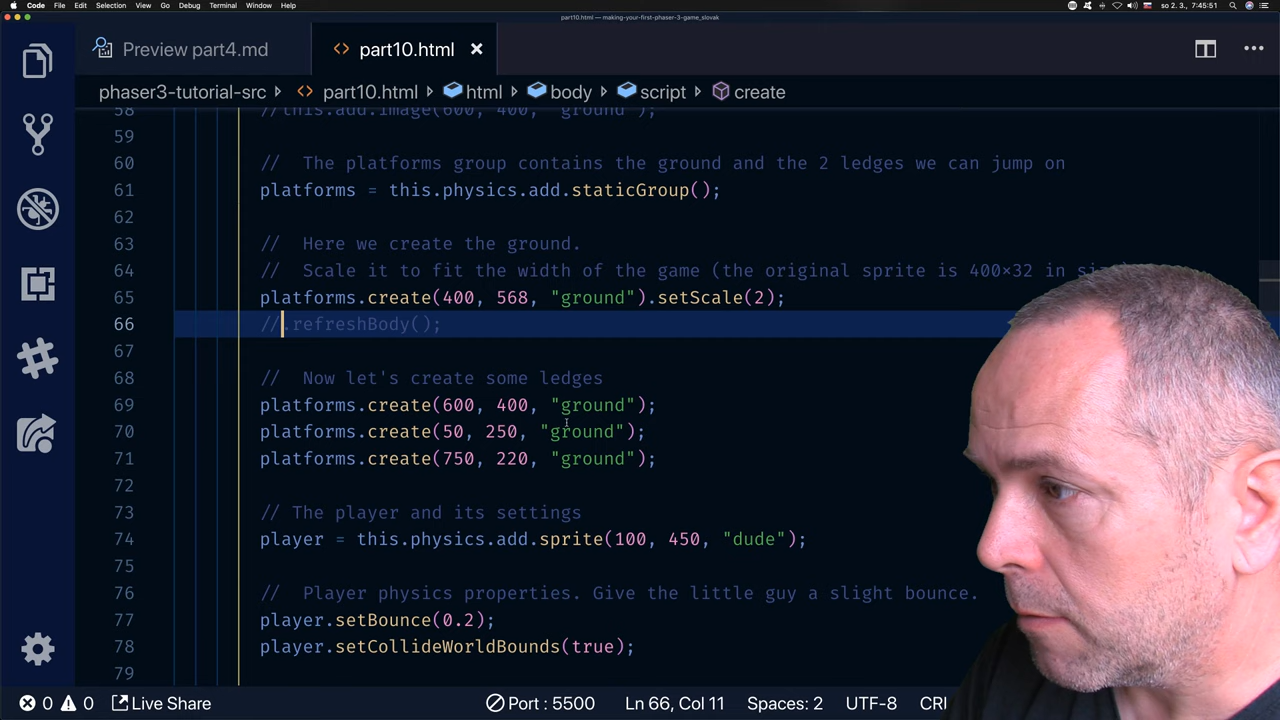 Code File Edit Selection View Go Debug Terminal Window Help so 2. 3., 7:45:51
part10.html — making-your-first-phaser-3-game_slovak
Preview part4.md part10.html
phaser3-tutorial-src part10.html html body script create
58 //this.add.image(600, 400, "ground");
59
60 //  The platforms group contains the ground and the 2 ledges we can jump on
61 platforms = this.physics.add.staticGroup();
62
63 //  Here we create the ground.
64 //  Scale it to fit the width of the game (the original sprite is 400x32 in
65 platforms.create(400, 568, "ground").setScale(2);
66 //.refreshBody();
67
68 //  Now let's create some ledges
69 platforms.create(600, 400, "ground");
70 platforms.create(50, 250, "ground");
71 platforms.create(750, 220, "ground");
72
73 // The player and its settings
74 player = this.physics.add.sprite(100, 450, "dude");
75
76 //  Player physics properties. Give the little guy a slight bounce.
77 player.setBounce(0.2);
78 player.setCollideWorldBounds(true);
79
0 0 Live Share Port : 5500 Ln 66, Col 11 Spaces: 2 UTF-8